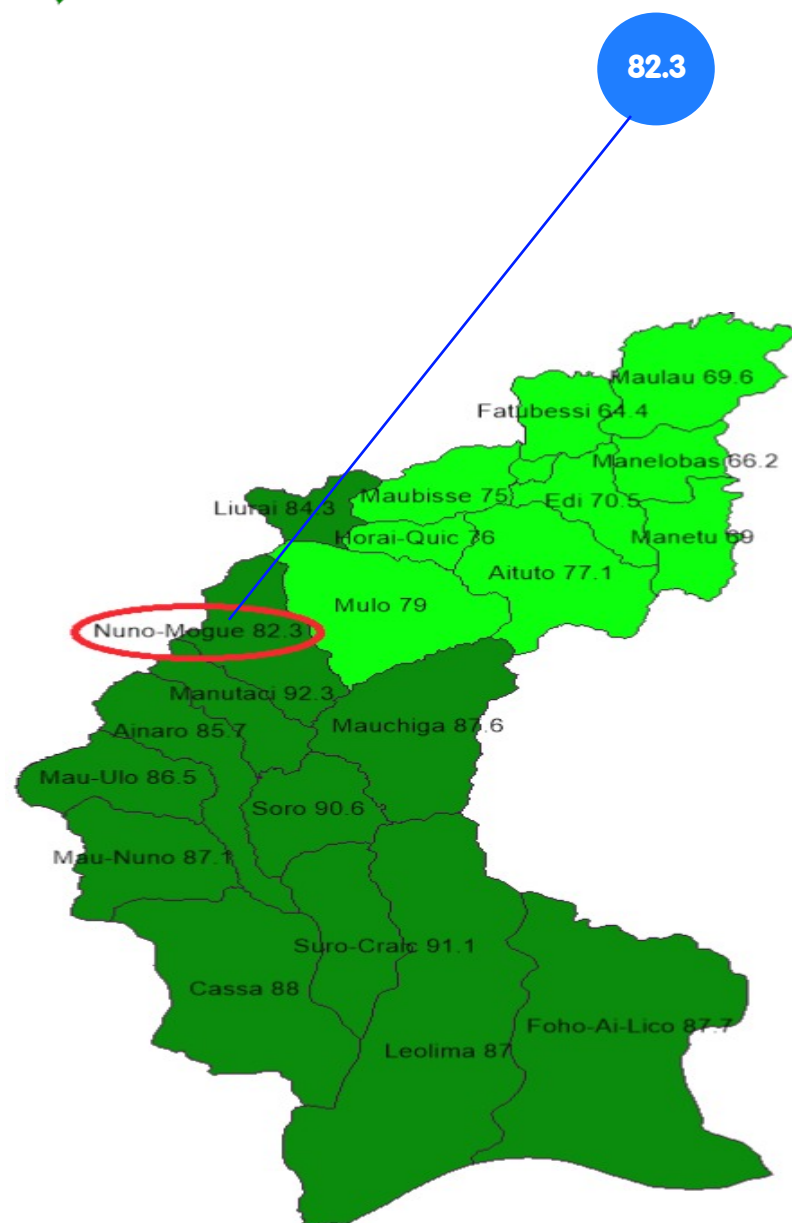 82.3
Maulau 69.6
Fatubessi 64.4
Manelobas 66.2
Maubisse 75
Edi 70.5
Liurai 84.3
Horai-Quic 76
Manetu 69
Aituto 77.1
Mulo 79
Nuno-Mogue 82.31
Manutaci 92.3
Ainaro 85.7
Mauchiga 87.6
Mau-Ulo 86.5
Soro 90.6
Mau-Nuno 87.1
Suro-Craic 91.1
Cassa 88
Foho-Ai-Lico 87.7
Leolima 87